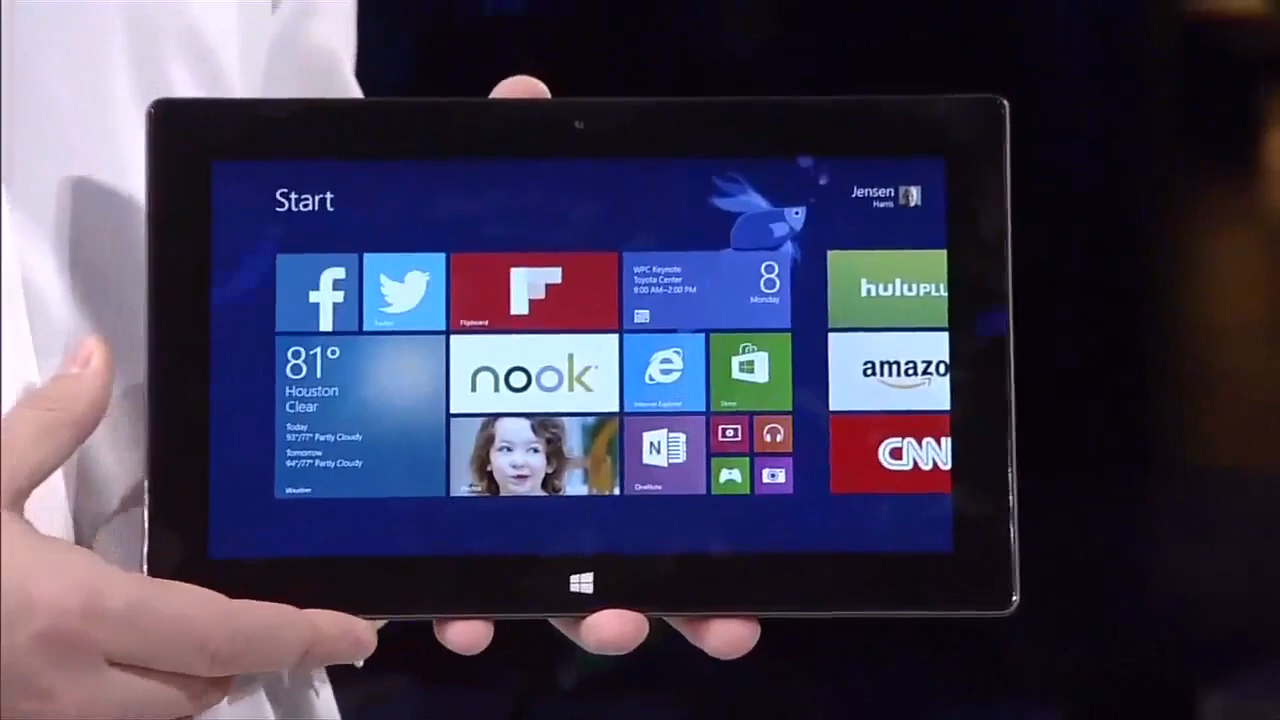 Start
Jensen
Harris
f
Twitter
Flipboard
WPC Keynote
Toyota Center
9:00 AM–2:00 PM
8
Monday
huluPLU
81°
Houston
Clear
Today
93°/77° Partly Cloudy
Tomorrow
94°/77° Partly Cloudy
Weather
nook
Internet Explorer
Store
amazo
N
OneNote
CNN